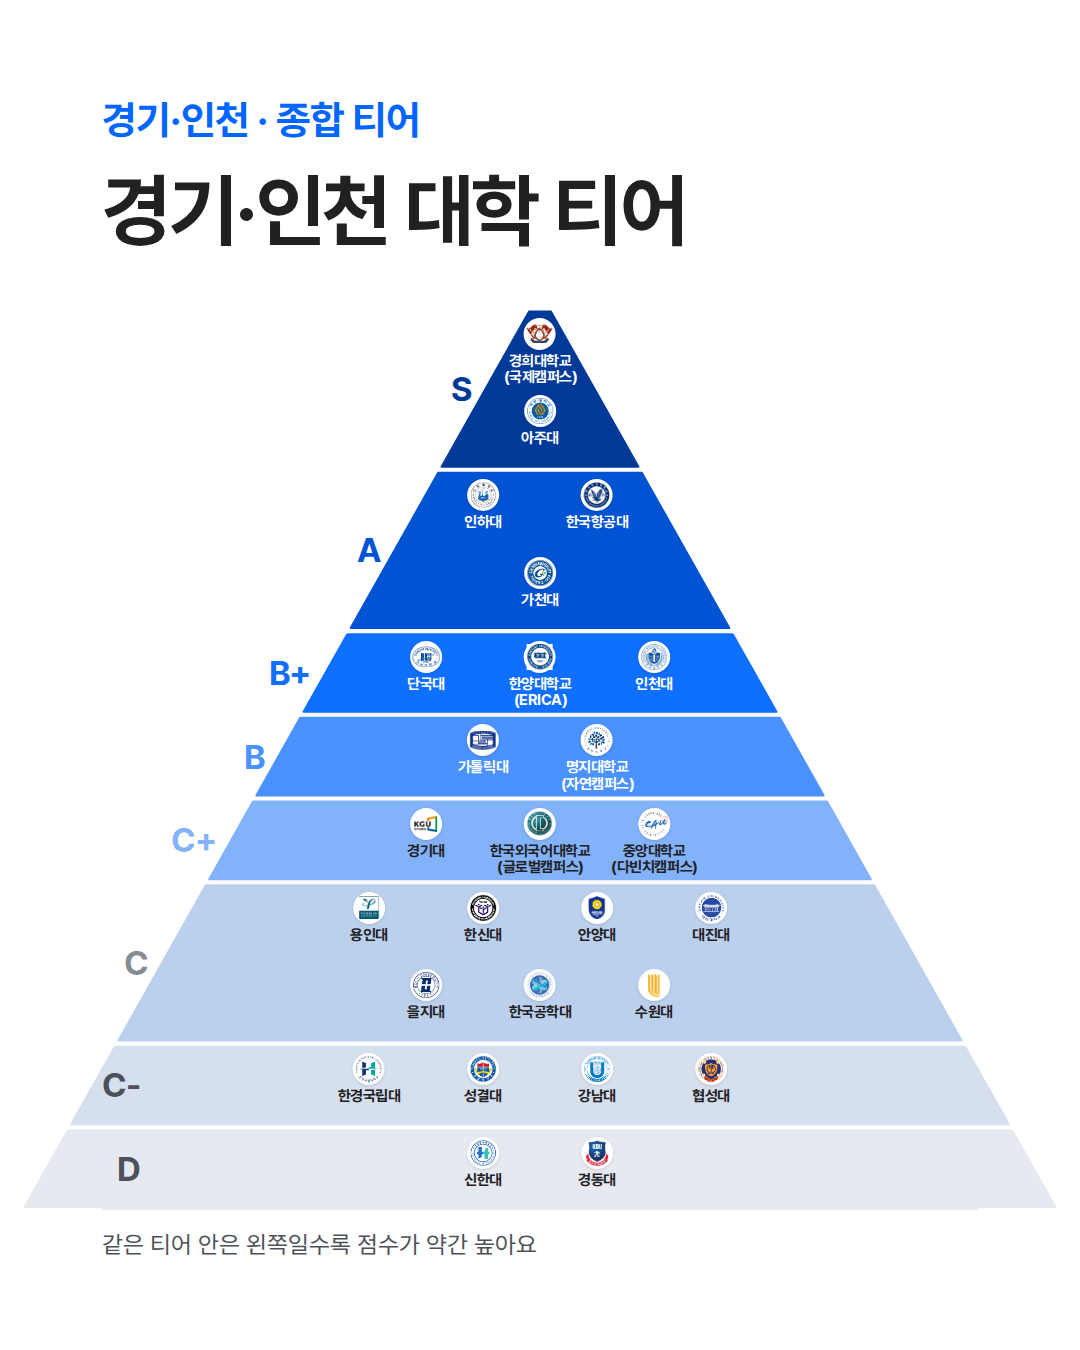 경기·인천 · 종합 티어
경기·인천 대학 티어
S
경희대학교
(국제캠퍼스)
아주대
A
인하대 한국항공대
가천대
B+
단국대 한양대학교 인천대
(ERICA)
B
가톨릭대 명지대학교
(자연캠퍼스)
C+
KGU
경기대 한국외국어대학교 중앙대학교
(글로벌캠퍼스) (다빈치캠퍼스)
C
용인대 한신대 안양대 대진대
을지대 한국공학대 수원대
C-
한경국립대 성결대 강남대 협성대
D
KDU
신한대 경동대
같은 티어 안은 왼쪽일수록 점수가 약간 높아요